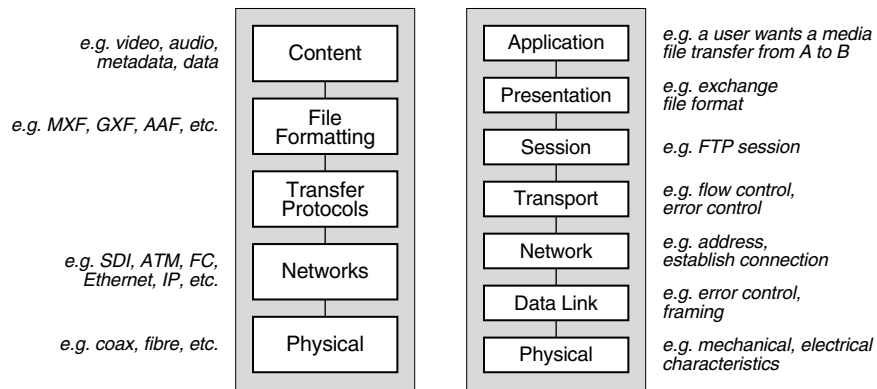 e.g. video, audio,
metadata, data
Content
e.g. MXF, GXF, AAF, etc.
File
Formatting
Transfer
Protocols
e.g. SDI, ATM, FC,
Ethernet, IP, etc.
Networks
e.g. coax, fibre, etc.
Physical
Application
e.g. a user wants a media
file transfer from A to B
Presentation
e.g. exchange
file format
Session
e.g. FTP session
Transport
e.g. flow control,
error control
Network
e.g. address,
establish connection
Data Link
e.g. error control,
framing
Physical
e.g. mechanical, electrical
characteristics